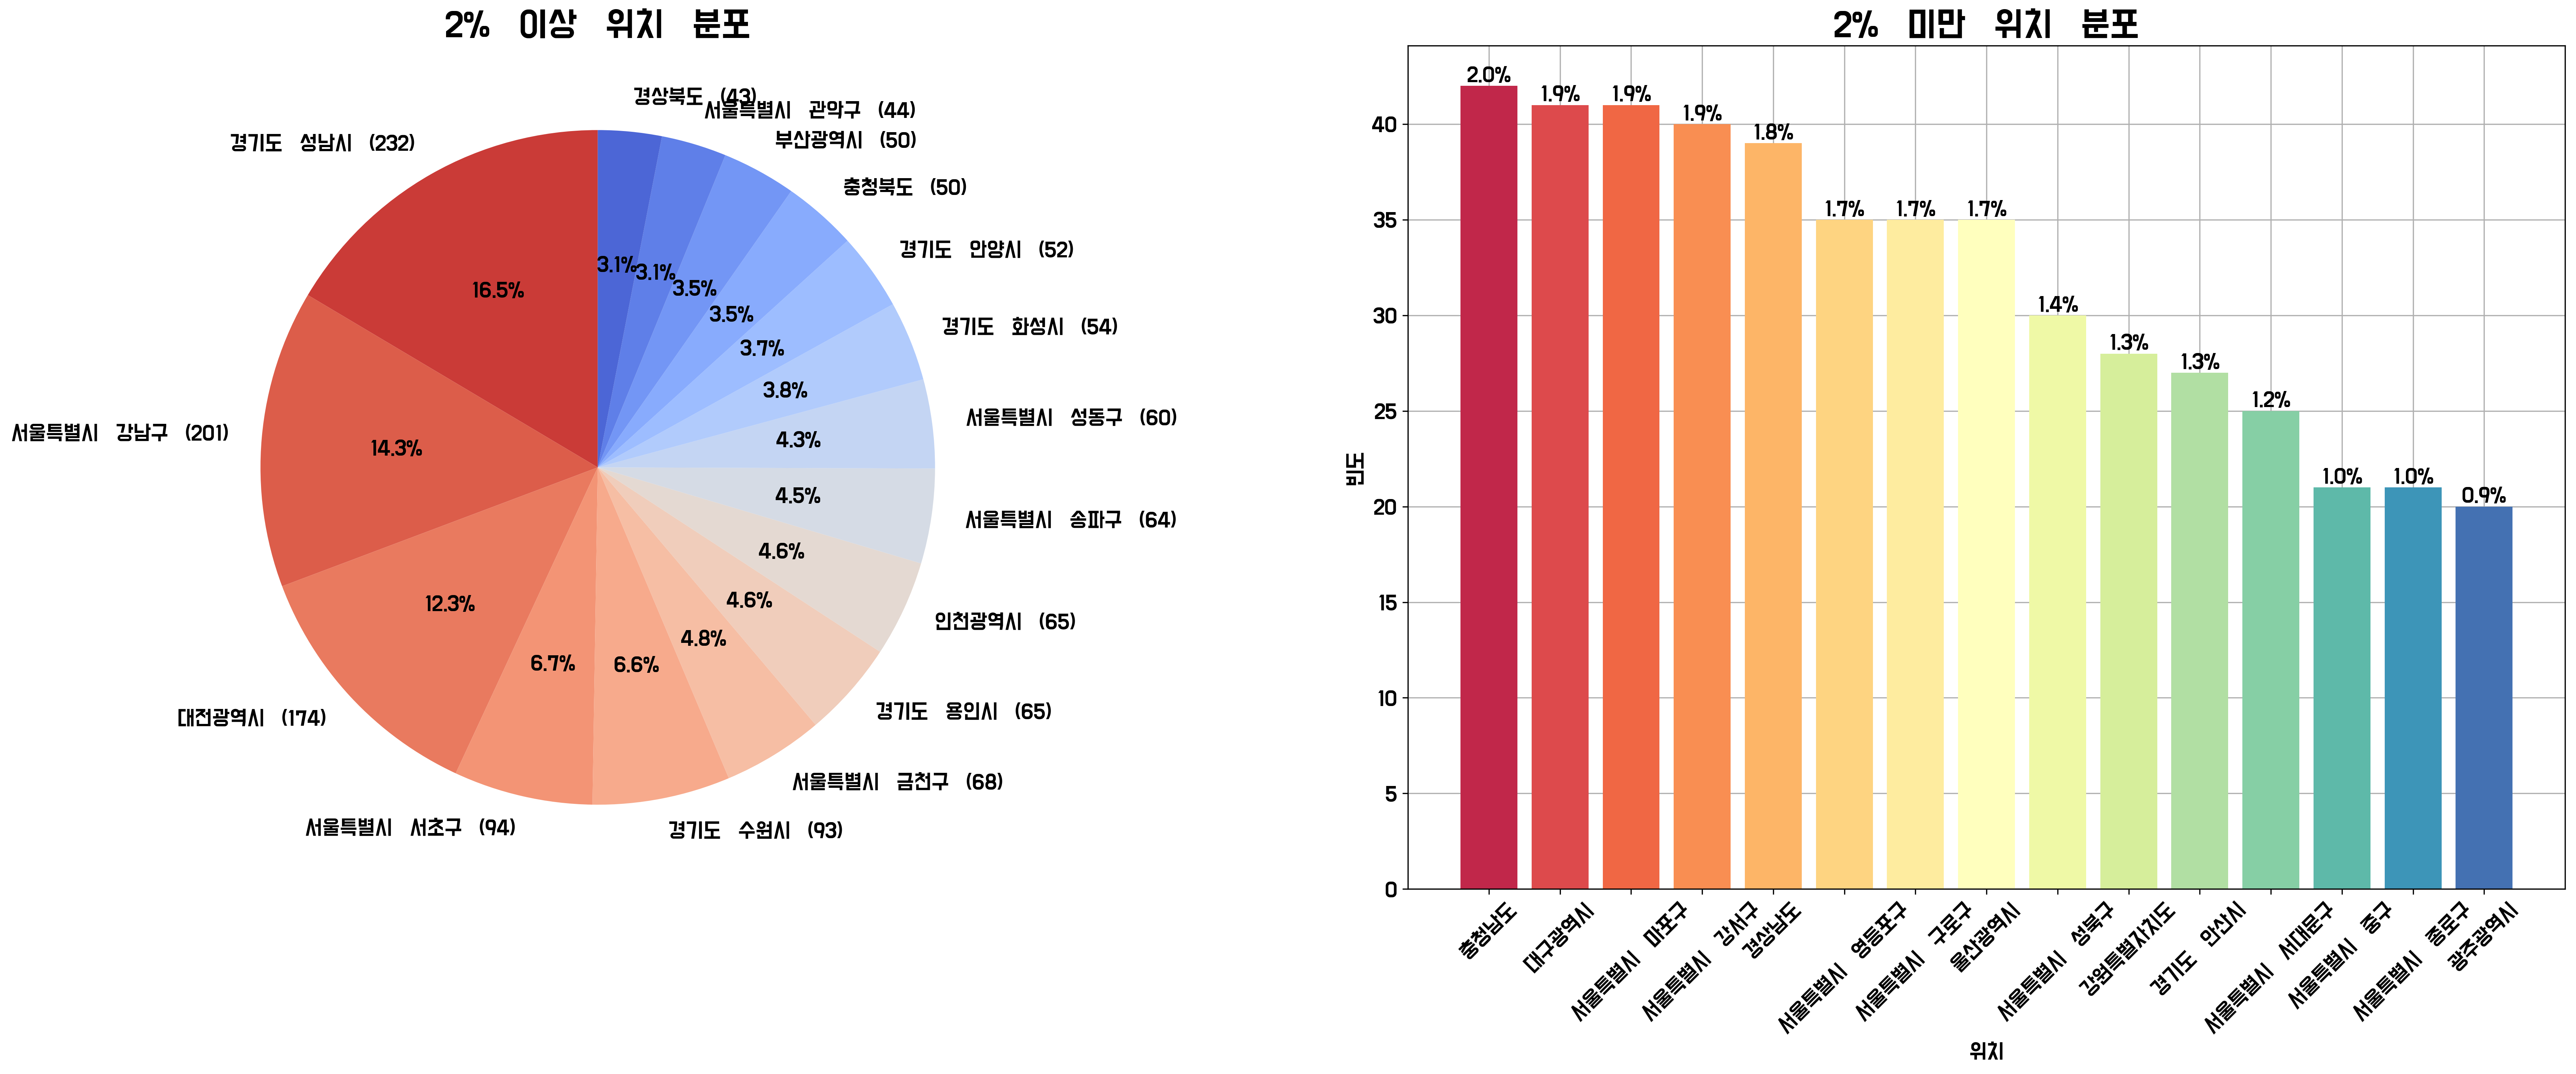 2% 이상 위치 분포
경상북도 (43)
서울특별시 관악구 (44)
부산광역시 (50)
충청북도 (50)
경기도 안양시 (52)
경기도 화성시 (54)
서울특별시 성동구 (60)
서울특별시 송파구 (64)
인천광역시 (65)
경기도 용인시 (65)
서울특별시 금천구 (68)
경기도 수원시 (93)
서울특별시 서초구 (94)
대전광역시 (174)
서울특별시 강남구 (201)
경기도 성남시 (232)
3.1%
3.1%
3.5%
3.5%
3.7%
3.8%
4.3%
4.5%
4.6%
4.6%
4.8%
6.6%
6.7%
12.3%
14.3%
16.5%
2% 미만 위치 분포
빈도
40
35
30
25
20
15
10
5
0
2.0%
1.9%
1.9%
1.9%
1.8%
1.7%
1.7%
1.7%
1.4%
1.3%
1.3%
1.2%
1.0%
1.0%
0.9%
충청남도
대구광역시
서울특별시 마포구
서울특별시 강서구
경상남도
서울특별시 영등포구
서울특별시 구로구
울산광역시
서울특별시 성북구
강원특별자치도
경기도 안산시
서울특별시 서대문구
서울특별시 중구
서울특별시 종로구
광주광역시
위치